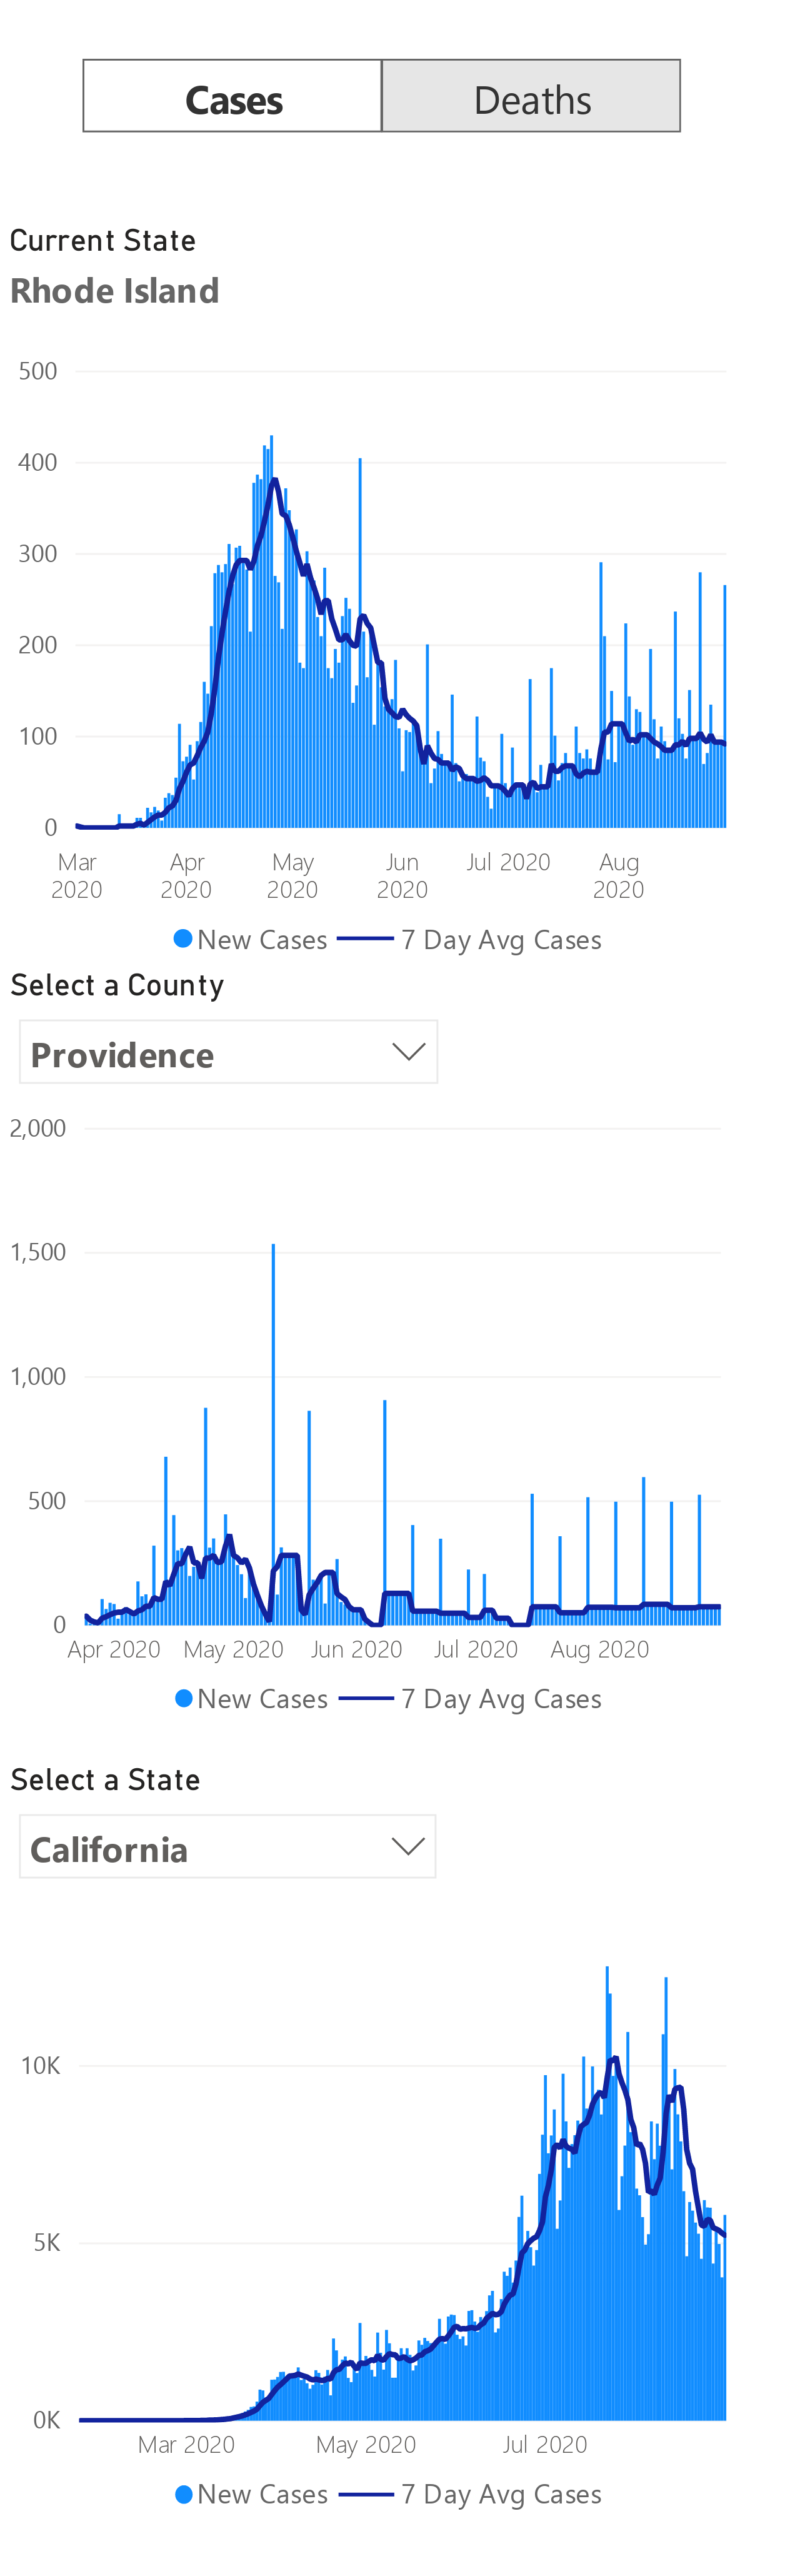 Cases Deaths
Current State
Rhode Island
500
400
300
200
100
0
Mar Apr May Jun Jul 2020 Aug
2020 2020 2020 2020 2020
New Cases 7 Day Avg Cases
Select a County
Providence
2,000
1,500
1,000
500
0
Apr 2020 May 2020 Jun 2020 Jul 2020 Aug 2020
New Cases 7 Day Avg Cases
Select a State
California
10K
5K
0K
Mar 2020 May 2020 Jul 2020
New Cases 7 Day Avg Cases